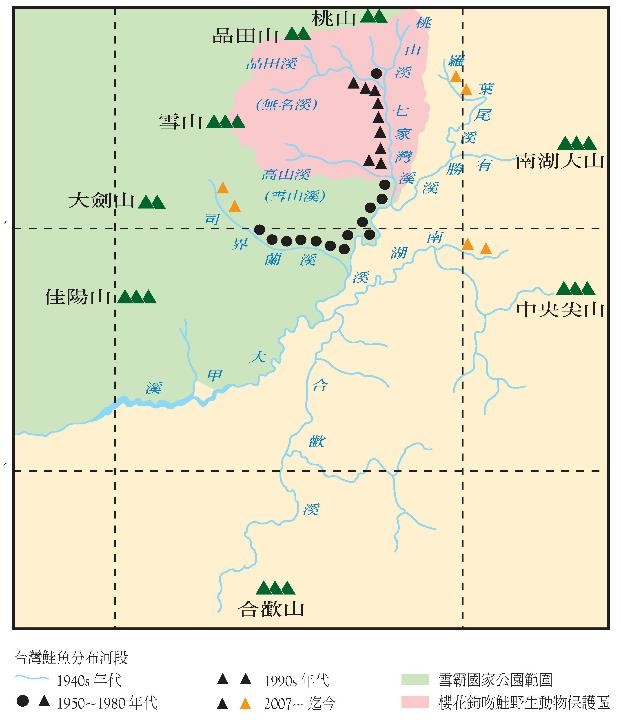 桃山
品田山
桃
山
溪
品田溪
(無名溪)
雪山
七
家
灣
溪
羅
葉
尾
溪
勝
有
溪
南湖大山
高山溪
(雪山溪)
大劍山
司
界
蘭
溪
南
湖
溪
佳陽山
中央尖山
大
甲
溪
合
歡
溪
合歡山
台灣鮭魚分布河段
1940s 年代
1950~1980 年代
1990s 年代
2007~ 迄今
雪霸國家公園範圍
櫻花鉤吻鮭野生動物保護區